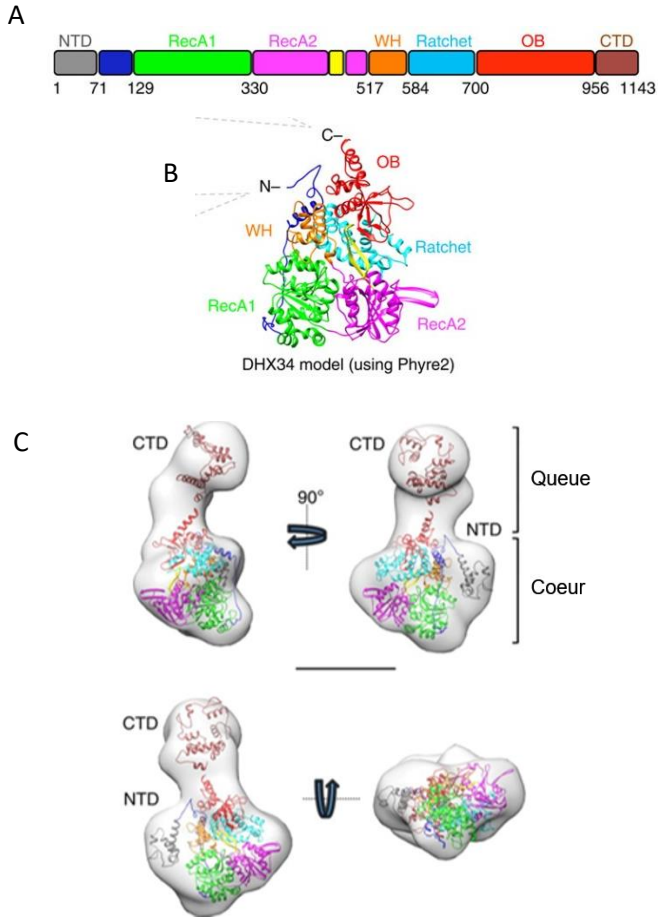 A
NTD RecA1 RecA2 WH Ratchet OB CTD
1 71 129 330 517 584 700 956 1143
B
C–
N–
OB
WH
Ratchet
RecA1
RecA2
DHX34 model (using Phyre2)
C
CTD
CTD
90°
NTD
Queue
Coeur
CTD
NTD